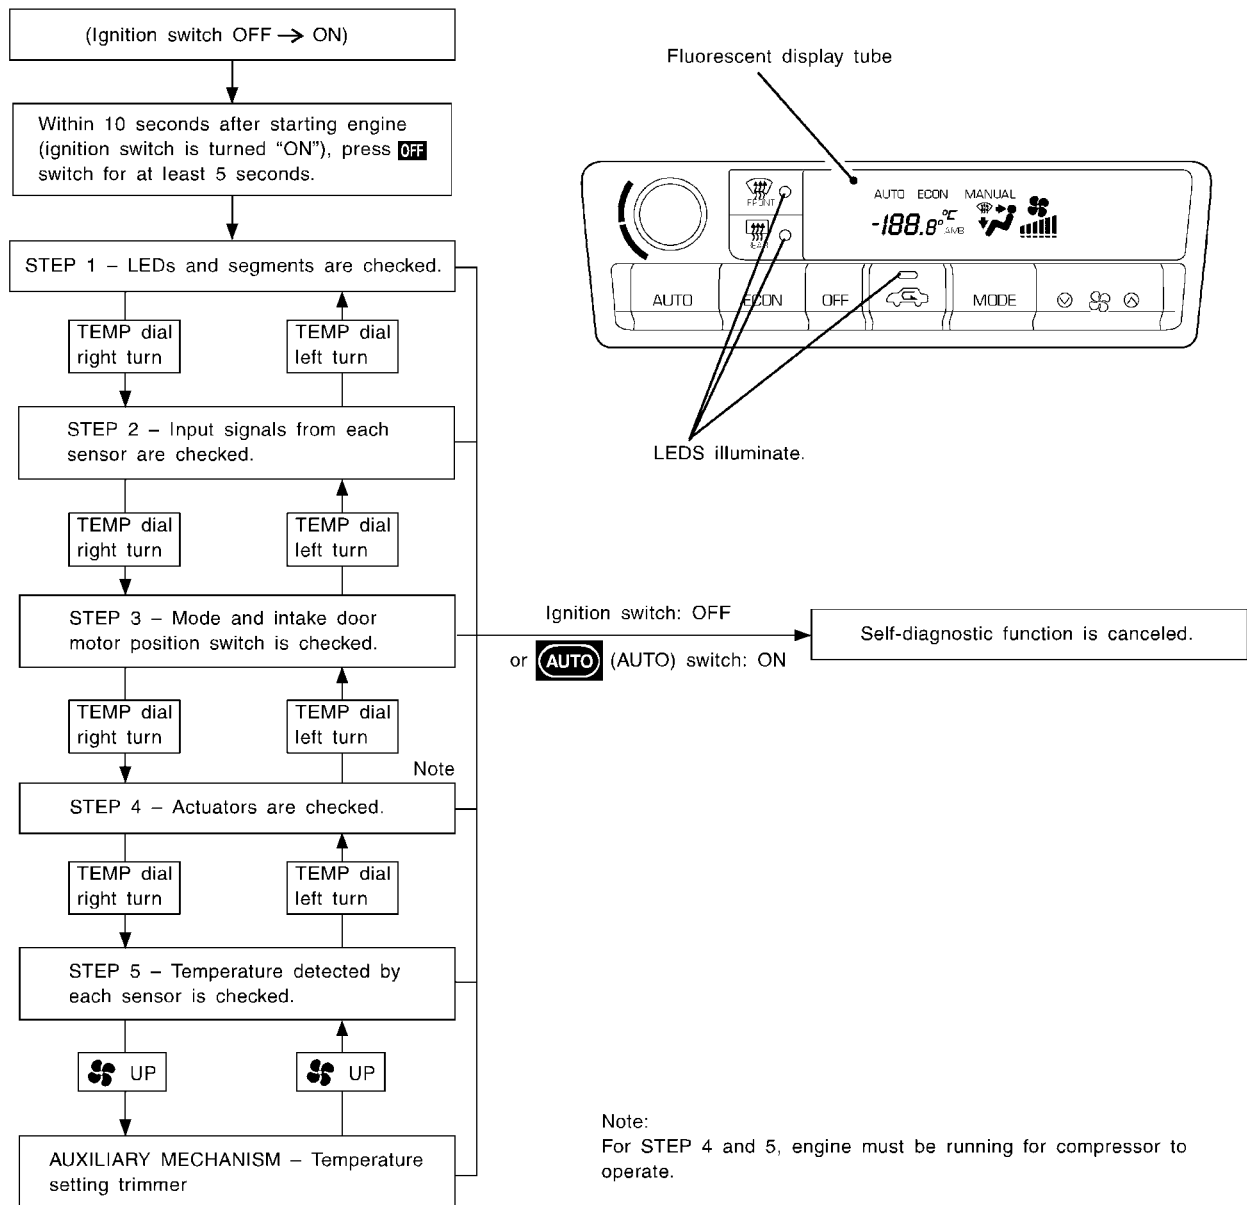 (Ignition switch OFF → ON)
Within 10 seconds after starting engine
(ignition switch is turned “ON”), press OFF
switch for at least 5 seconds.
STEP 1 – LEDs and segments are checked.
TEMP dial
right turn
TEMP dial
left turn
STEP 2 – Input signals from each
sensor are checked.
TEMP dial
right turn
TEMP dial
left turn
STEP 3 – Mode and intake door
motor position switch is checked.
TEMP dial
right turn
TEMP dial
left turn
Note
STEP 4 – Actuators are checked.
TEMP dial
right turn
TEMP dial
left turn
STEP 5 – Temperature detected by
each sensor is checked.
UP
UP
AUXILIARY MECHANISM – Temperature
setting trimmer
Ignition switch: OFF
or AUTO (AUTO) switch: ON
Self-diagnostic function is canceled.
Fluorescent display tube
FRONT
REAR
AUTO ECON MANUAL
-188.8°℃
AMB
AUTO
ECON
OFF
MODE
LEDS illuminate.
Note:
For STEP 4 and 5, engine must be running for compressor to
operate.